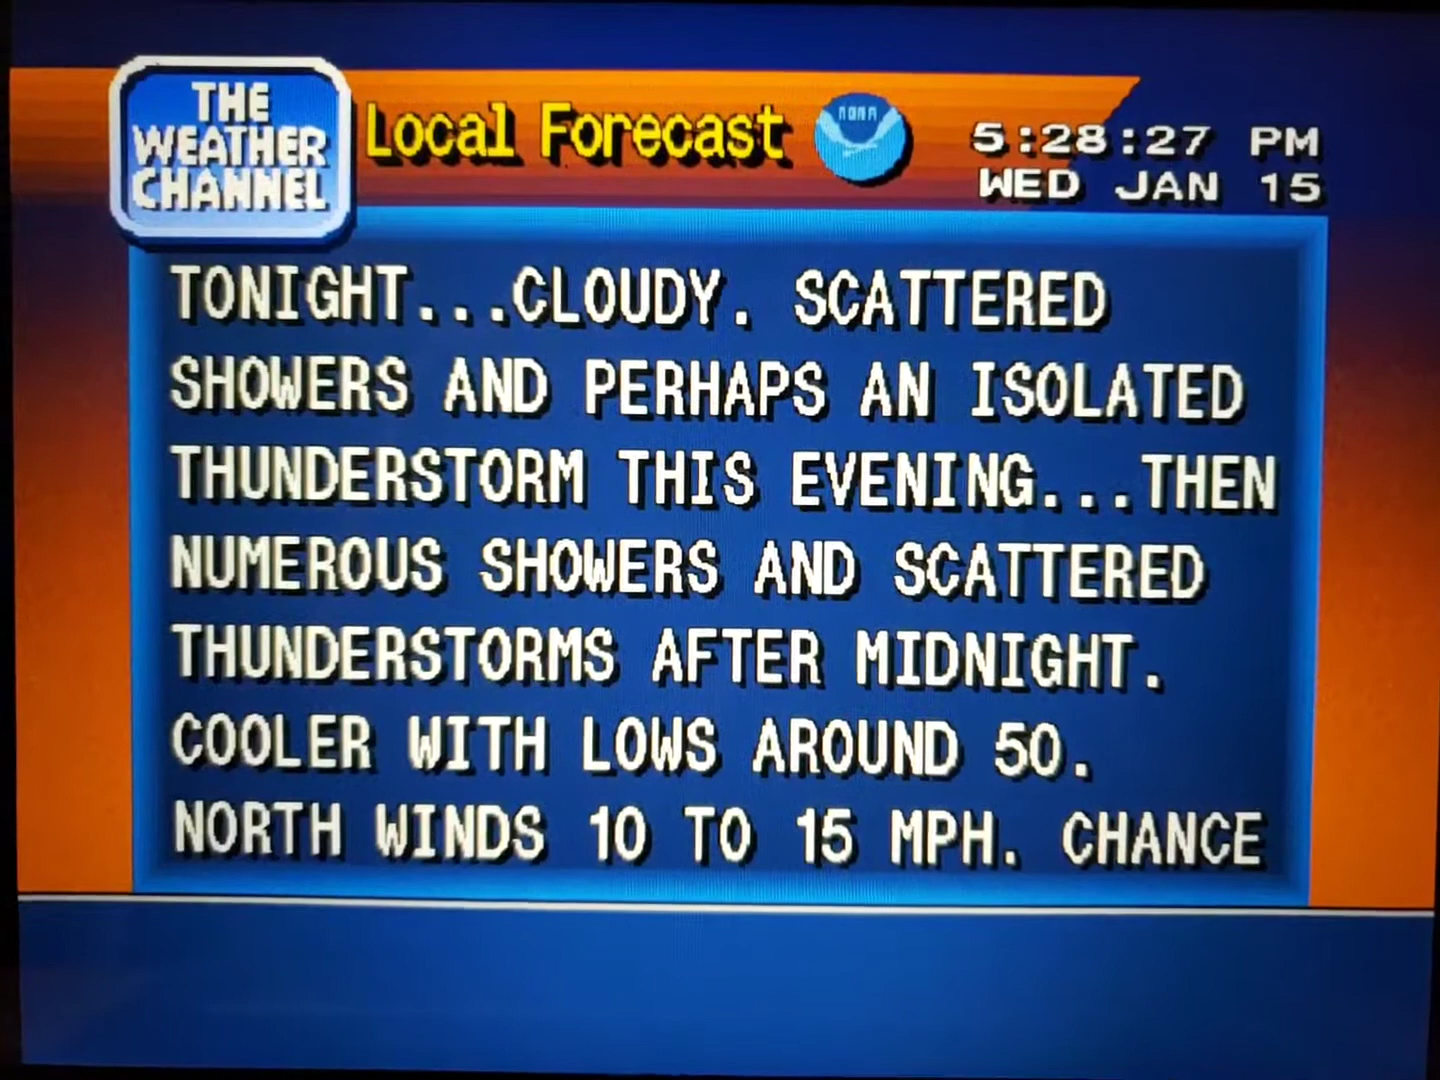 THE
WEATHER
CHANNEL
Local Forecast
NOAA
5:28:27 PM
WED JAN 15
TONIGHT...CLOUDY. SCATTERED
SHOWERS AND PERHAPS AN ISOLATED
THUNDERSTORM THIS EVENING...THEN
NUMEROUS SHOWERS AND SCATTERED
THUNDERSTORMS AFTER MIDNIGHT.
COOLER WITH LOWS AROUND 50.
NORTH WINDS 10 TO 15 MPH. CHANCE